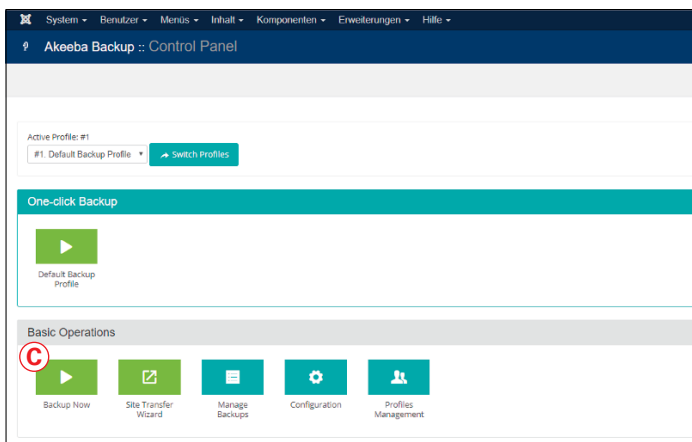 System Benutzer Menüs Inhalt Komponenten Erweiterungen Hilfe
Akeeba Backup :: Control Panel
Active Profile: #1
#1. Default Backup Profile Switch Profiles
One-click Backup
Default Backup
Profile
Basic Operations
C
Backup Now
Site Transfer
Wizard
Manage
Backups
Configuration
Profiles
Management